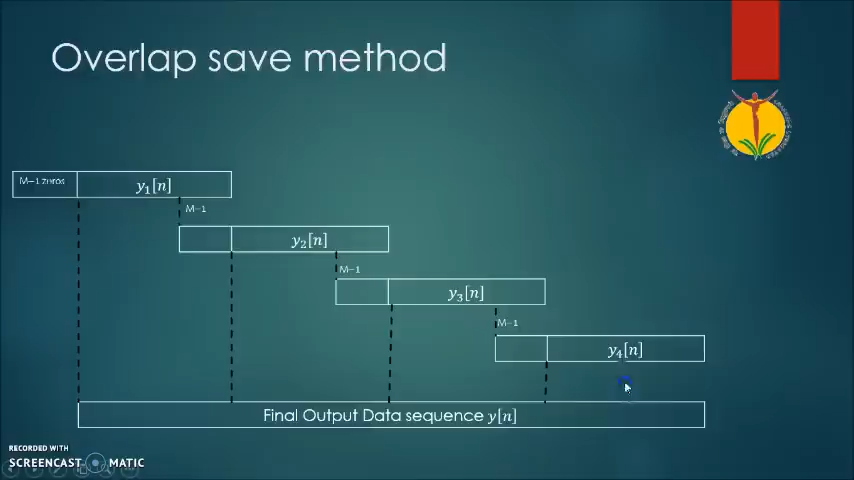 Overlap save method
M−1 zeros
y₁[n]
M−1
y₂[n]
M−1
y₃[n]
M−1
y₄[n]
Final Output Data sequence y[n]
RECORDED WITH
SCREENCAST MATIC